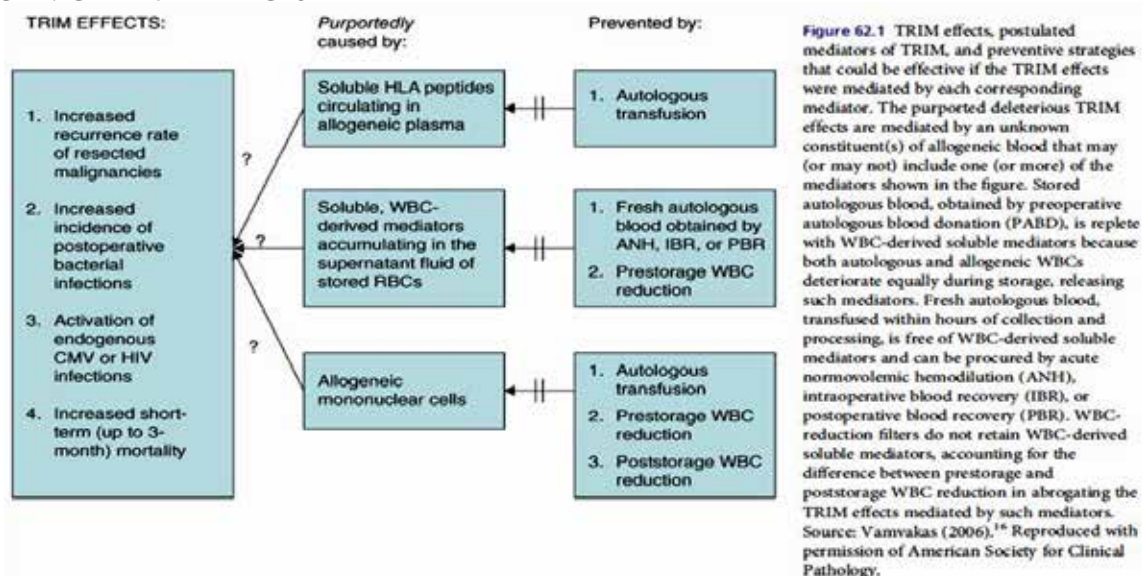 TRIM EFFECTS:
1. Increased
recurrence rate
of resected
malignancies
2. Increased
incidence of
postoperative
bacterial
infections
3. Activation of
endogenous
CMV or HIV
infections
4. Increased short-
term (up to 3-
month) mortality
Purportedly
caused by:
Soluble HLA peptides
circulating in
allogeneic plasma
Soluble, WBC-
derived mediators
accumulating in the
supernatant fluid of
stored RBCs
Allogeneic
mononuclear cells
?
?
?
Prevented by:
1. Autologous
transfusion
1. Fresh autologous
blood obtained by
ANH, IBR, or PBR
2. Prestorage WBC
reduction
1. Autologous
transfusion
2. Prestorage WBC
reduction
3. Poststorage WBC
reduction
Figure 62.1 TRIM effects, postulated
mediators of TRIM, and preventive strategies
that could be effective if the TRIM effects
were mediated by each corresponding
mediator. The purported deleterious TRIM
effects are mediated by an unknown
constituent(s) of allogeneic blood that may
(or may not) include one (or more) of the
mediators shown in the figure. Stored
autologous blood, obtained by preoperative
autologous blood donation (PABD), is replete
with WBC-derived soluble mediators because
both autologous and allogeneic WBCs
deteriorate equally during storage, releasing
such mediators. Fresh autologous blood,
transfused within hours of collection and
processing, is free of WBC-derived soluble
mediators and can be procured by acute
normovolemic hemodilution (ANH),
intraoperative blood recovery (IBR), or
postoperative blood recovery (PBR). WBC-
reduction filters do not retain WBC-derived
soluble mediators, accounting for the
difference between prestorage and
poststorage WBC reduction in abrogating the
TRIM effects mediated by such mediators.
Source: Vamvakas (2006).¹⁶ Reproduced with
permission of American Society for Clinical
Pathology.